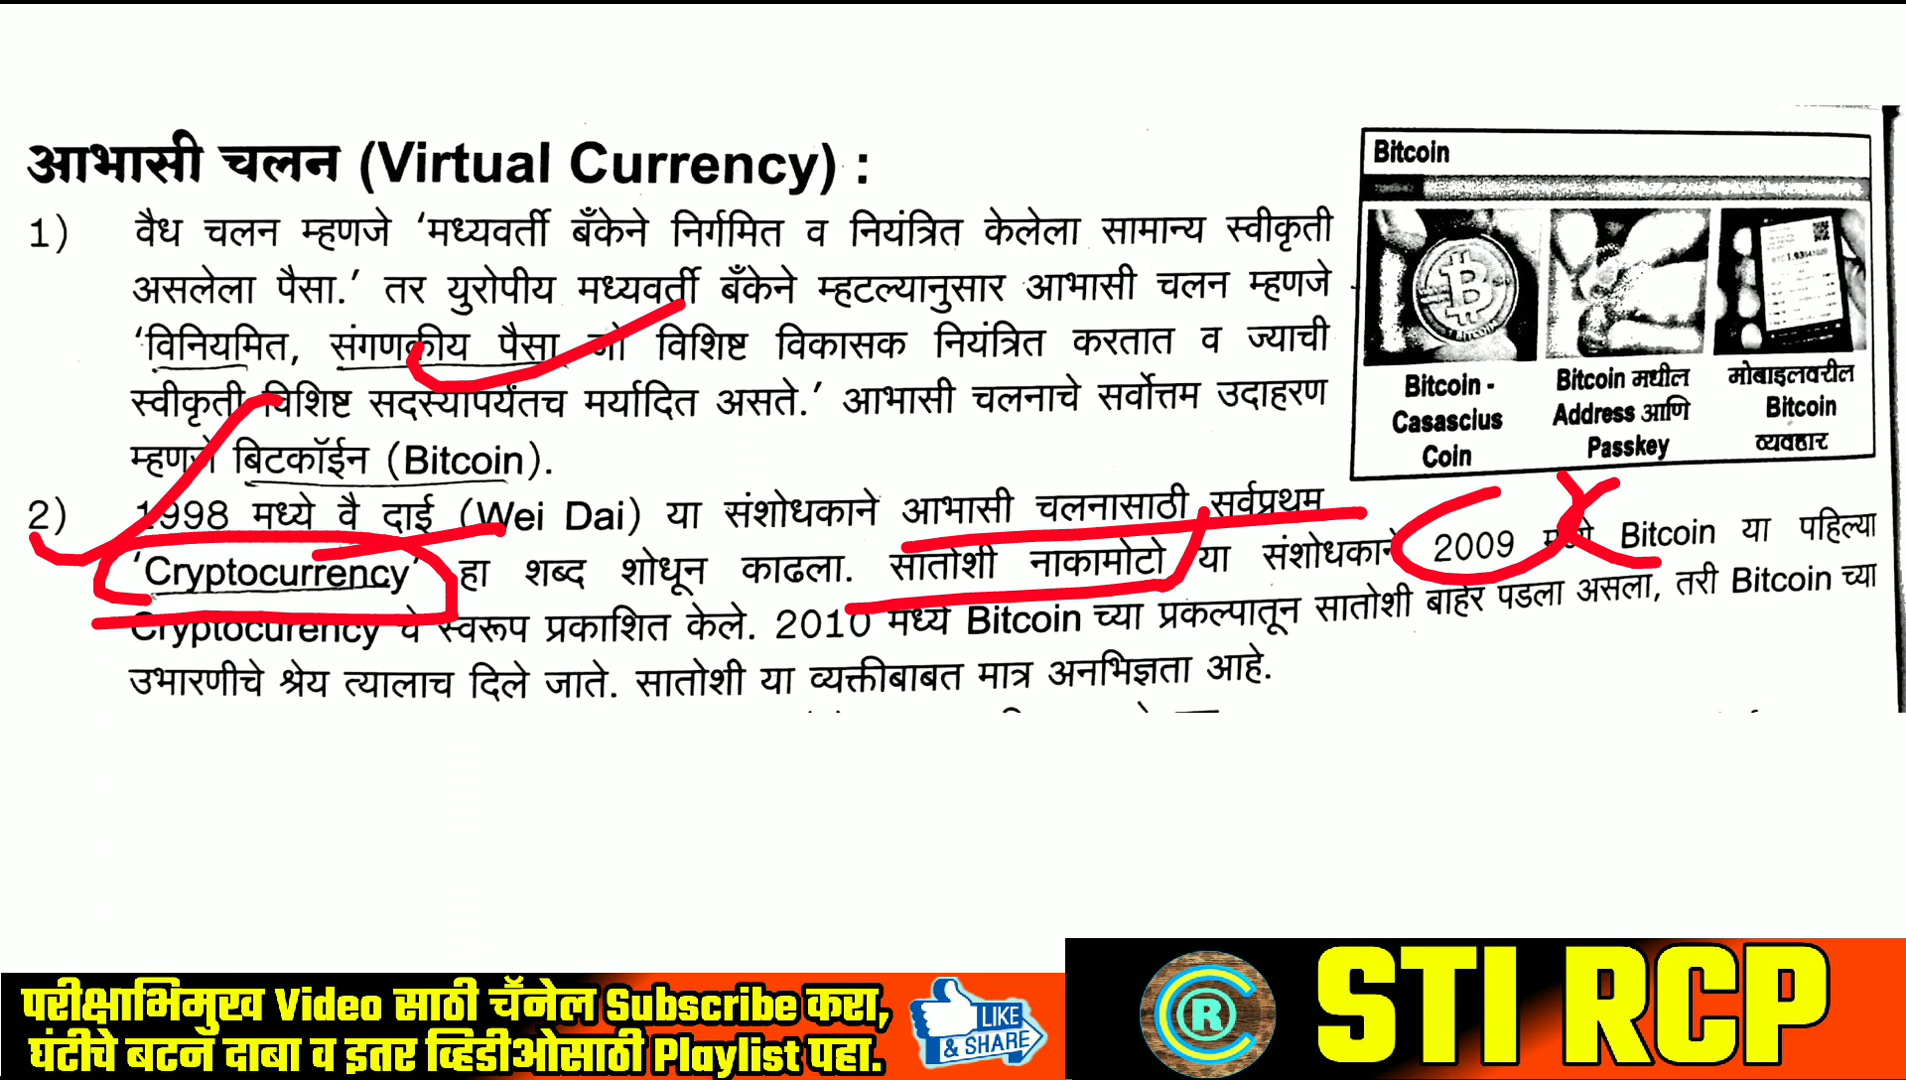 आभासी चलन (Virtual Currency) :
1) वैध चलन म्हणजे ‘मध्यवर्ती बँकेने निर्गमित व नियंत्रित केलेला सामान्य स्वीकृती
असलेला पैसा.’ तर युरोपीय मध्यवर्ती बँकेने म्हटल्यानुसार आभासी चलन म्हणजे
‘विनियमित, संगणकीय पैसा जो विशिष्ट विकासक नियंत्रित करतात व ज्याची
स्वीकृती विशिष्ट सदस्यांपर्यंतच मर्यादित असते.’ आभासी चलनाचे सर्वोत्तम उदाहरण
म्हणजे बिटकॉईन (Bitcoin).
2) 1998 मध्ये वै दाई (Wei Dai) या संशोधकाने आभासी चलनासाठी सर्वप्रथम
‘Cryptocurrency’ हा शब्द शोधून काढला. सातोशी नाकामोटो या संशोधकाने 2009 मध्ये Bitcoin या पहिल्या
Cryptocurency चे स्वरूप प्रकाशित केले. 2010 मध्ये Bitcoin च्या प्रकल्पातून सातोशी बाहेर पडला असला, तरी Bitcoin च्या
उभारणीचे श्रेय त्यालाच दिले जाते. सातोशी या व्यक्तीबाबत मात्र अनभिज्ञता आहे.
Bitcoin
Bitcoin -
Casascius
Coin
Bitcoin मधील
Address आणि
Passkey
मोबाइलवरील
Bitcoin
व्यवहार
परीक्षाभिमुख Video साठी चॅनेल Subscribe करा,
घंटीचे बटन दाबा व इतर व्हिडीओसाठी Playlist पहा.
LIKE
& SHARE
R
STI RCP